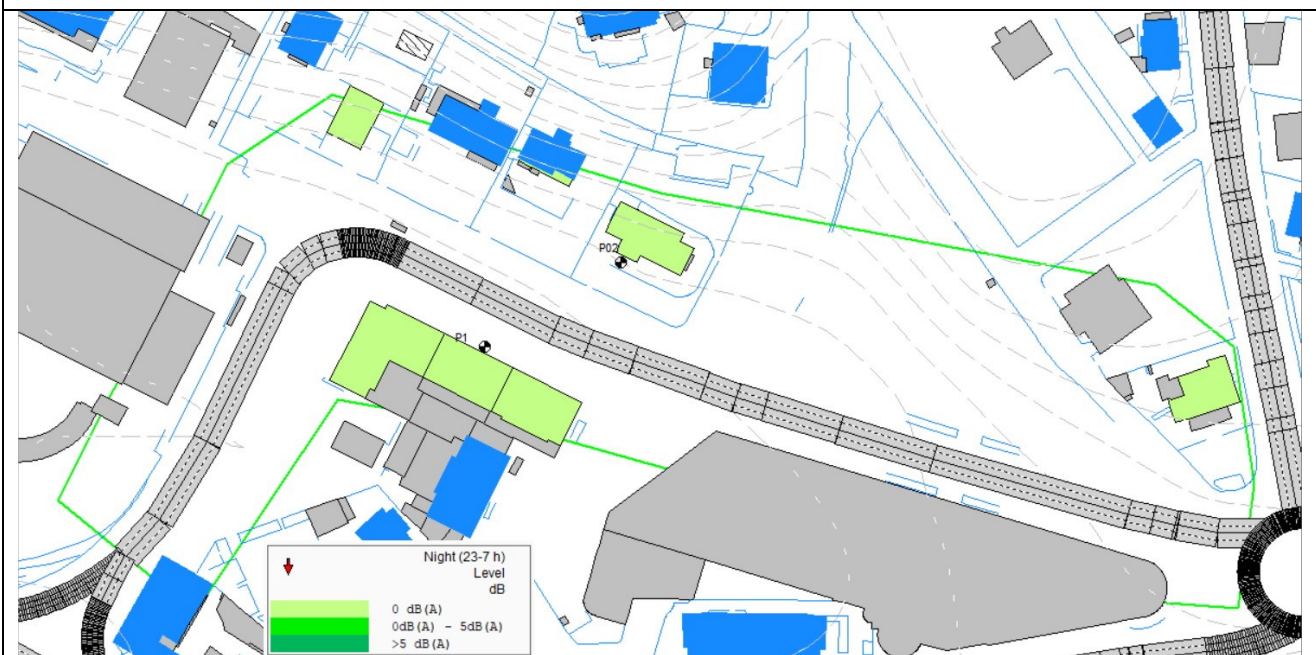 P02
P1
Night (23-7 h)
Level
dB
0 dB(A)
0dB(A) - 5dB(A)
>5 dB(A)